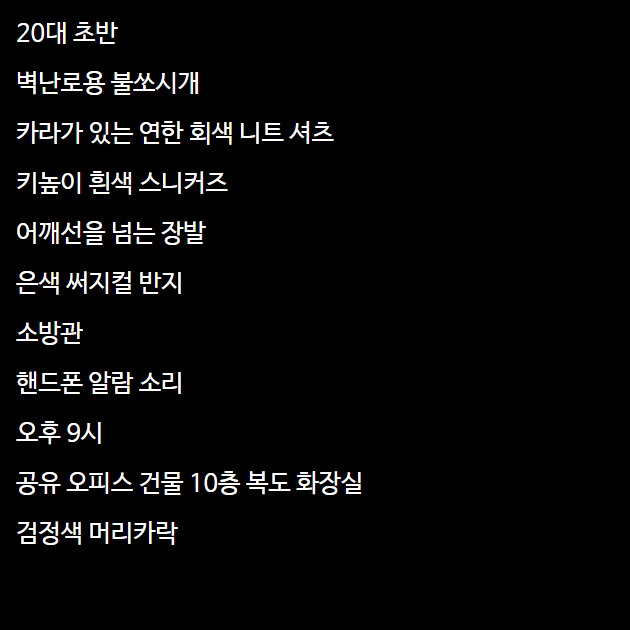 20대 초반
벽난로용 불쏘시개
카라가 있는 연한 회색 니트 셔츠
키높이 흰색 스니커즈
어깨선을 넘는 장발
은색 써지컬 반지
소방관
핸드폰 알람 소리
오후 9시
공유 오피스 건물 10층 복도 화장실
검정색 머리카락